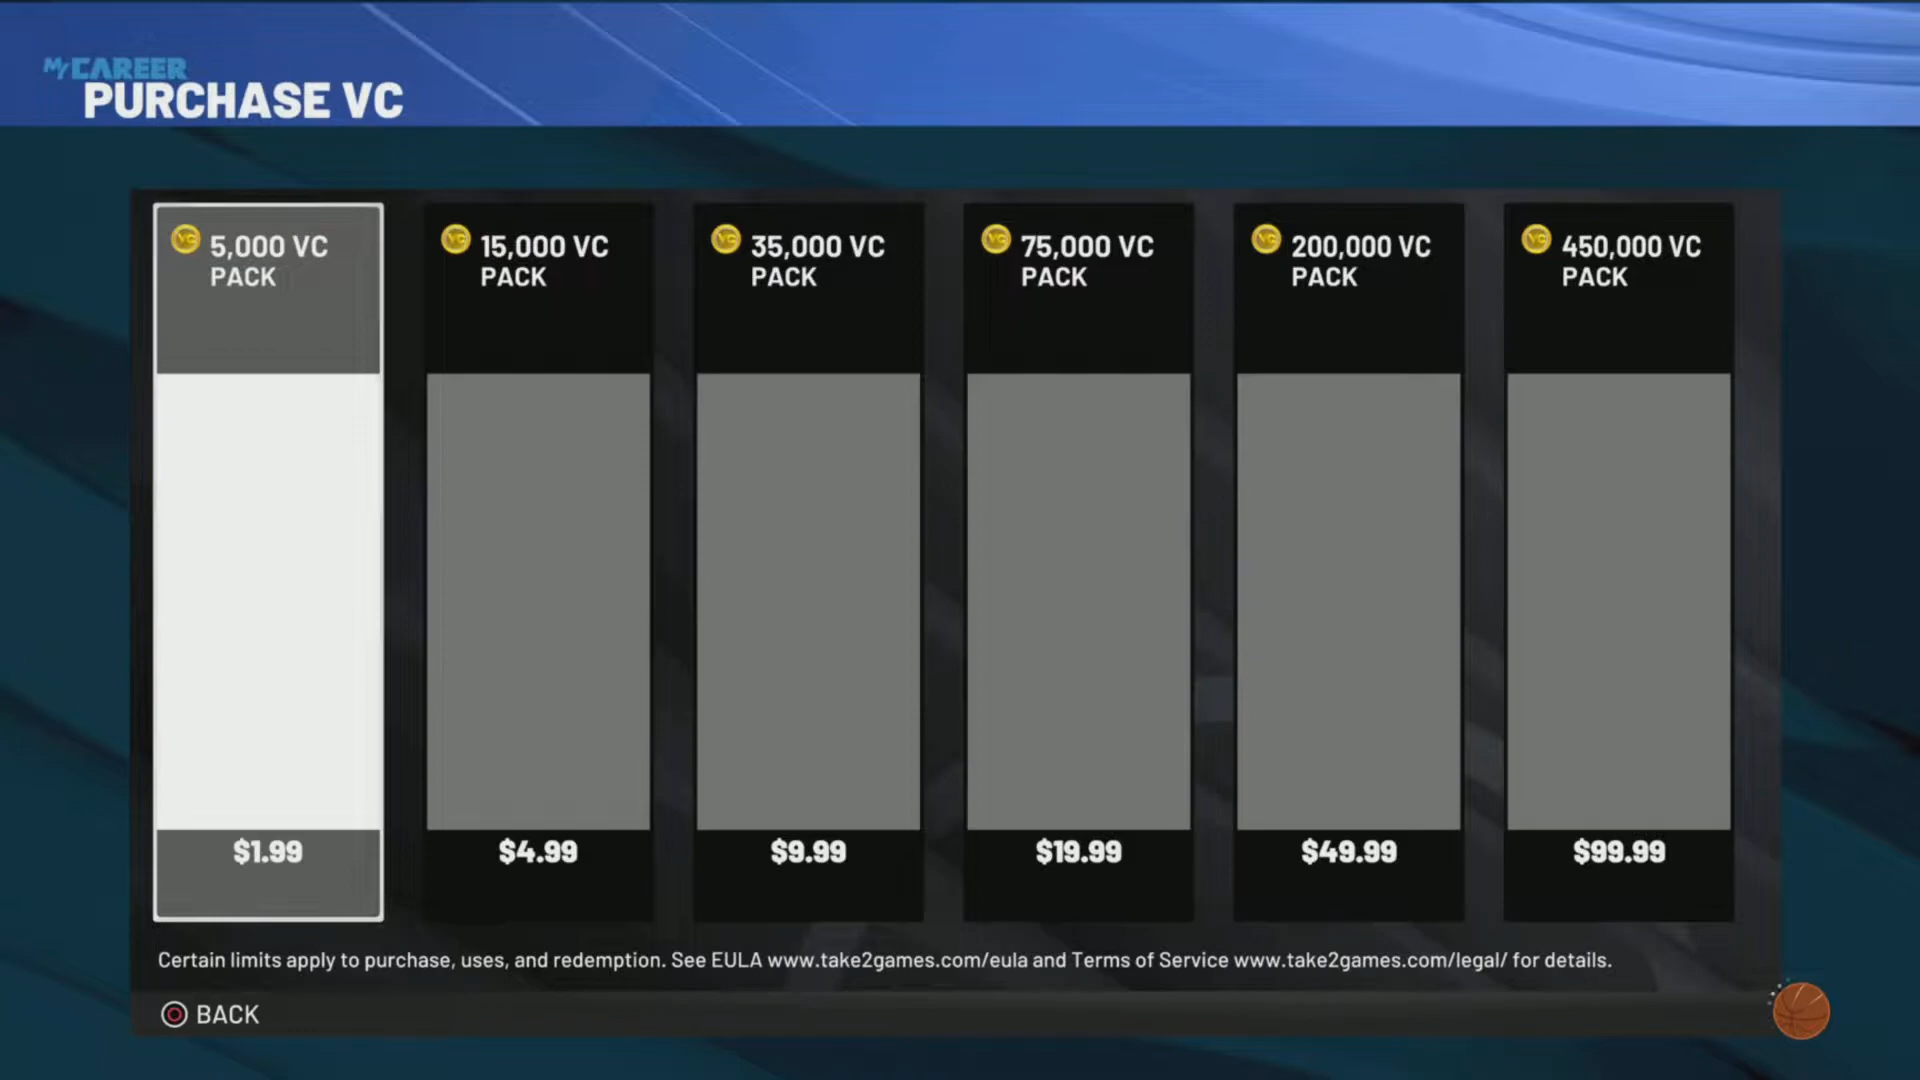 MyCAREER
PURCHASE VC
5,000 VC
PACK
$1.99
15,000 VC
PACK
$4.99
35,000 VC
PACK
$9.99
75,000 VC
PACK
$19.99
200,000 VC
PACK
$49.99
450,000 VC
PACK
$99.99
Certain limits apply to purchase, uses, and redemption. See EULA www.take2games.com/eula and Terms of Service www.take2games.com/legal/ for details.
BACK